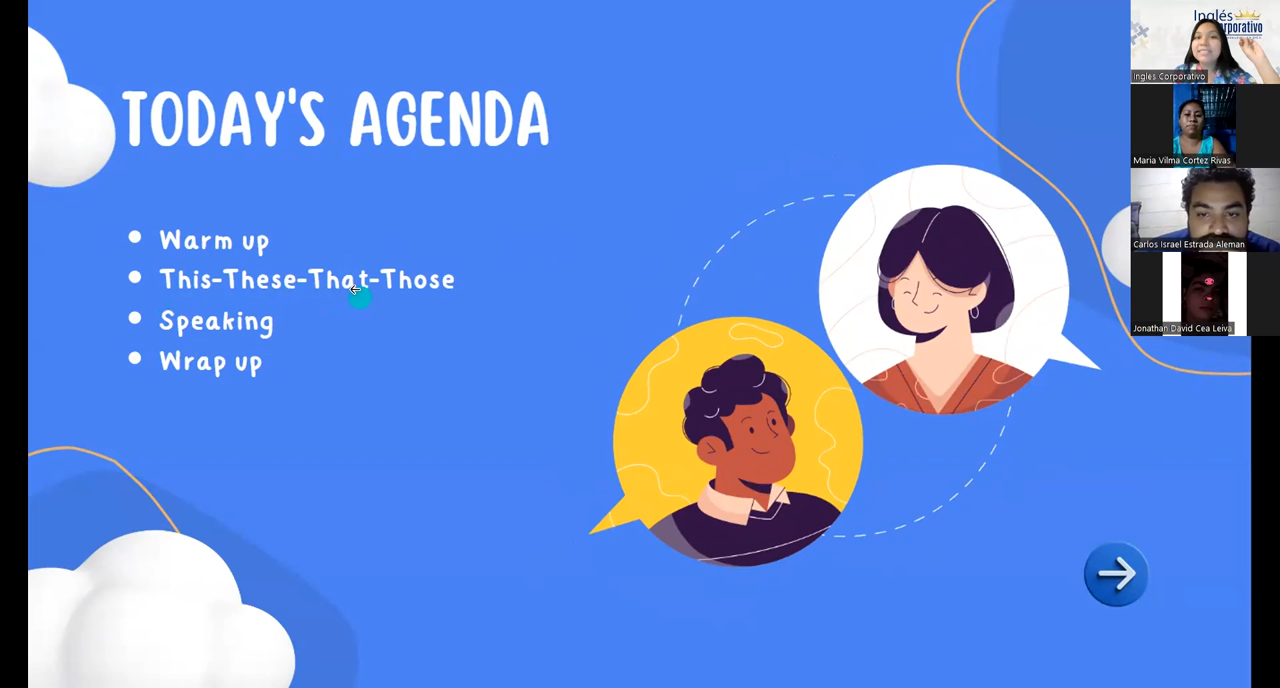 TODAY'S AGENDA
Warm up
This-These-That-Those
Speaking
Wrap up
Inglés
Corporativo
Ingles Corporativo
Maria Vilma Cortez Rivas
Carlos Israel Estrada Aleman
Jonathan David Cea Leiva